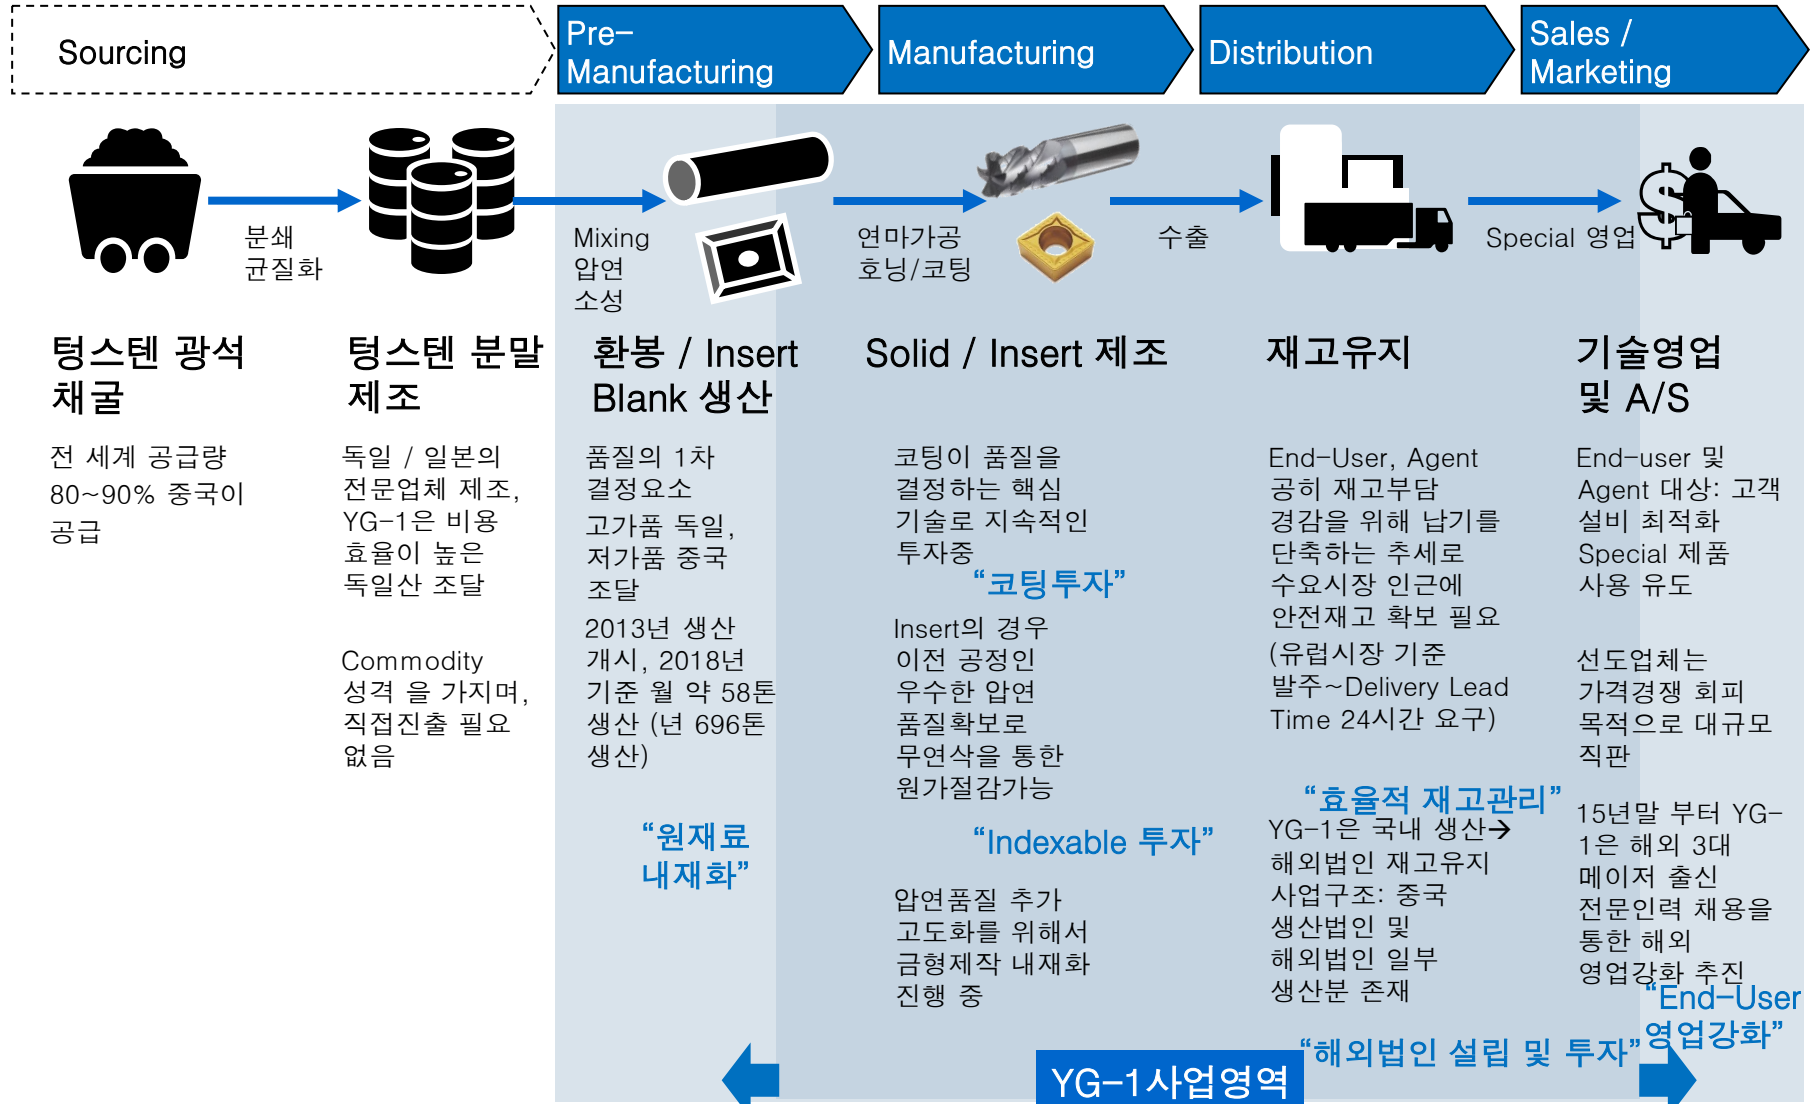 Sourcing
Pre-
Manufacturing
Manufacturing
Distribution
Sales /
Marketing
분쇄
균질화
Mixing
압연
소성
연마가공
호닝/코팅
수출
Special 영업
텅스텐 광석
채굴
전 세계 공급량
80~90% 중국이
공급
텅스텐 분말
제조
독일 / 일본의
전문업체 제조,
YG-1은 비용
효율이 높은
독일산 조달
Commodity
성격 을 가지며,
직접진출 필요
없음
환봉 / Insert
Blank 생산
품질의 1차
결정요소
고가품 독일,
저가품 중국
조달
2013년 생산
개시, 2018년
기준 월 약 58톤
생산 (년 696톤
생산)
“원재료
내재화”
Solid / Insert 제조
코팅이 품질을
결정하는 핵심
기술로 지속적인
투자중
“코팅투자”
Insert의 경우
이전 공정인
우수한 압연
품질확보로
무연삭을 통한
원가절감가능
“Indexable 투자”
압연품질 추가
고도화를 위해서
금형제작 내재화
진행 중
재고유지
End-User, Agent
공히 재고부담
경감을 위해 납기를
단축하는 추세로
수요시장 인근에
안전재고 확보 필요
(유럽시장 기준
발주~Delivery Lead
Time 24시간 요구)
“효율적 재고관리”
YG-1은 국내 생산→
해외법인 재고유지
사업구조: 중국
생산법인 및
해외법인 일부
생산분 존재
“해외법인 설립 및 투자”
기술영업
및 A/S
End-user 및
Agent 대상: 고객
설비 최적화
Special 제품
사용 유도
선도업체는
가격경쟁 회피
목적으로 대규모
직판
15년말 부터 YG-
1은 해외 3대
메이저 출신
전문인력 채용을
통한 해외
영업강화 추진
“End-User
영업강화”
YG-1사업영역